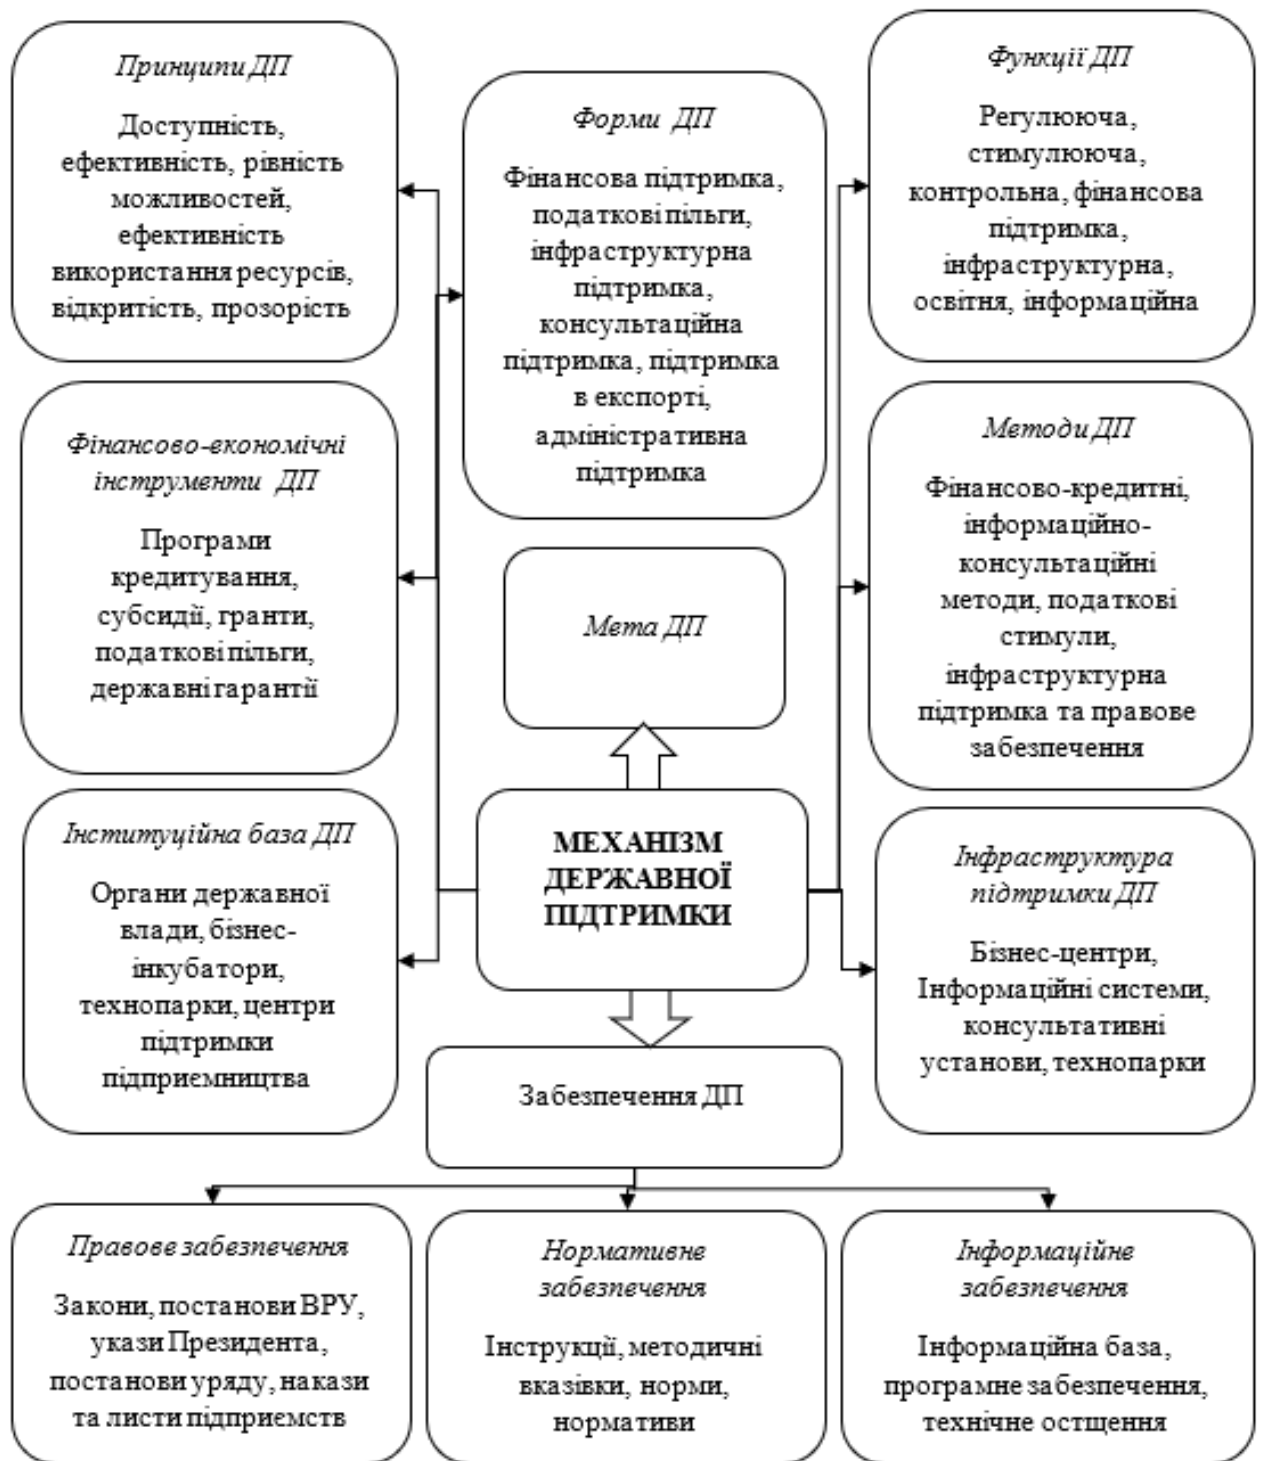 Принципи ДП
Доступність,
ефективність, рівність
можливостей,
ефективність
використання ресурсів,
відкритість, прозорість
Форми ДП
Фінансова підтримка,
податкові пільги,
інфраструктурна
підтримка,
консультаційна
підтримка, підтримка
в експорті,
адміністративна
підтримка
Функції ДП
Регулююча,
стимулююча,
контрольна, фінансова
підтримка,
інфраструктурна,
освітня, інформаційна
Фінансово-економічні
інструменти ДП
Програми
кредитування,
субсидії, гранти,
податкові пільги,
державні гарантії
Мета ДП
Методи ДП
Фінансово-кредитні,
інформаційно-
консультаційні
методи, податкові
стимули,
інфраструктурна
підтримка та правове
забезпечення
Інституційна база ДП
Органи державної
влади, бізнес-
інкубатори,
технопарки, центри
підтримки
підприємництва
МЕХАНІЗМ
ДЕРЖАВНОЇ
ПІДТРИМКИ
Інфраструктура
підтримки ДП
Бізнес-центри,
Інформаційні системи,
консультативні
установи, технопарки
Забезпечення ДП
Правове забезпечення
Закони, постанови ВРУ,
укази Президента,
постанови уряду, накази
та листи підприємств
Нормативне
забезпечення
Інструкції, методичні
вказівки, норми,
нормативи
Інформаційне
забезпечення
Інформаційна база,
програмне забезпечення,
технічне остщення